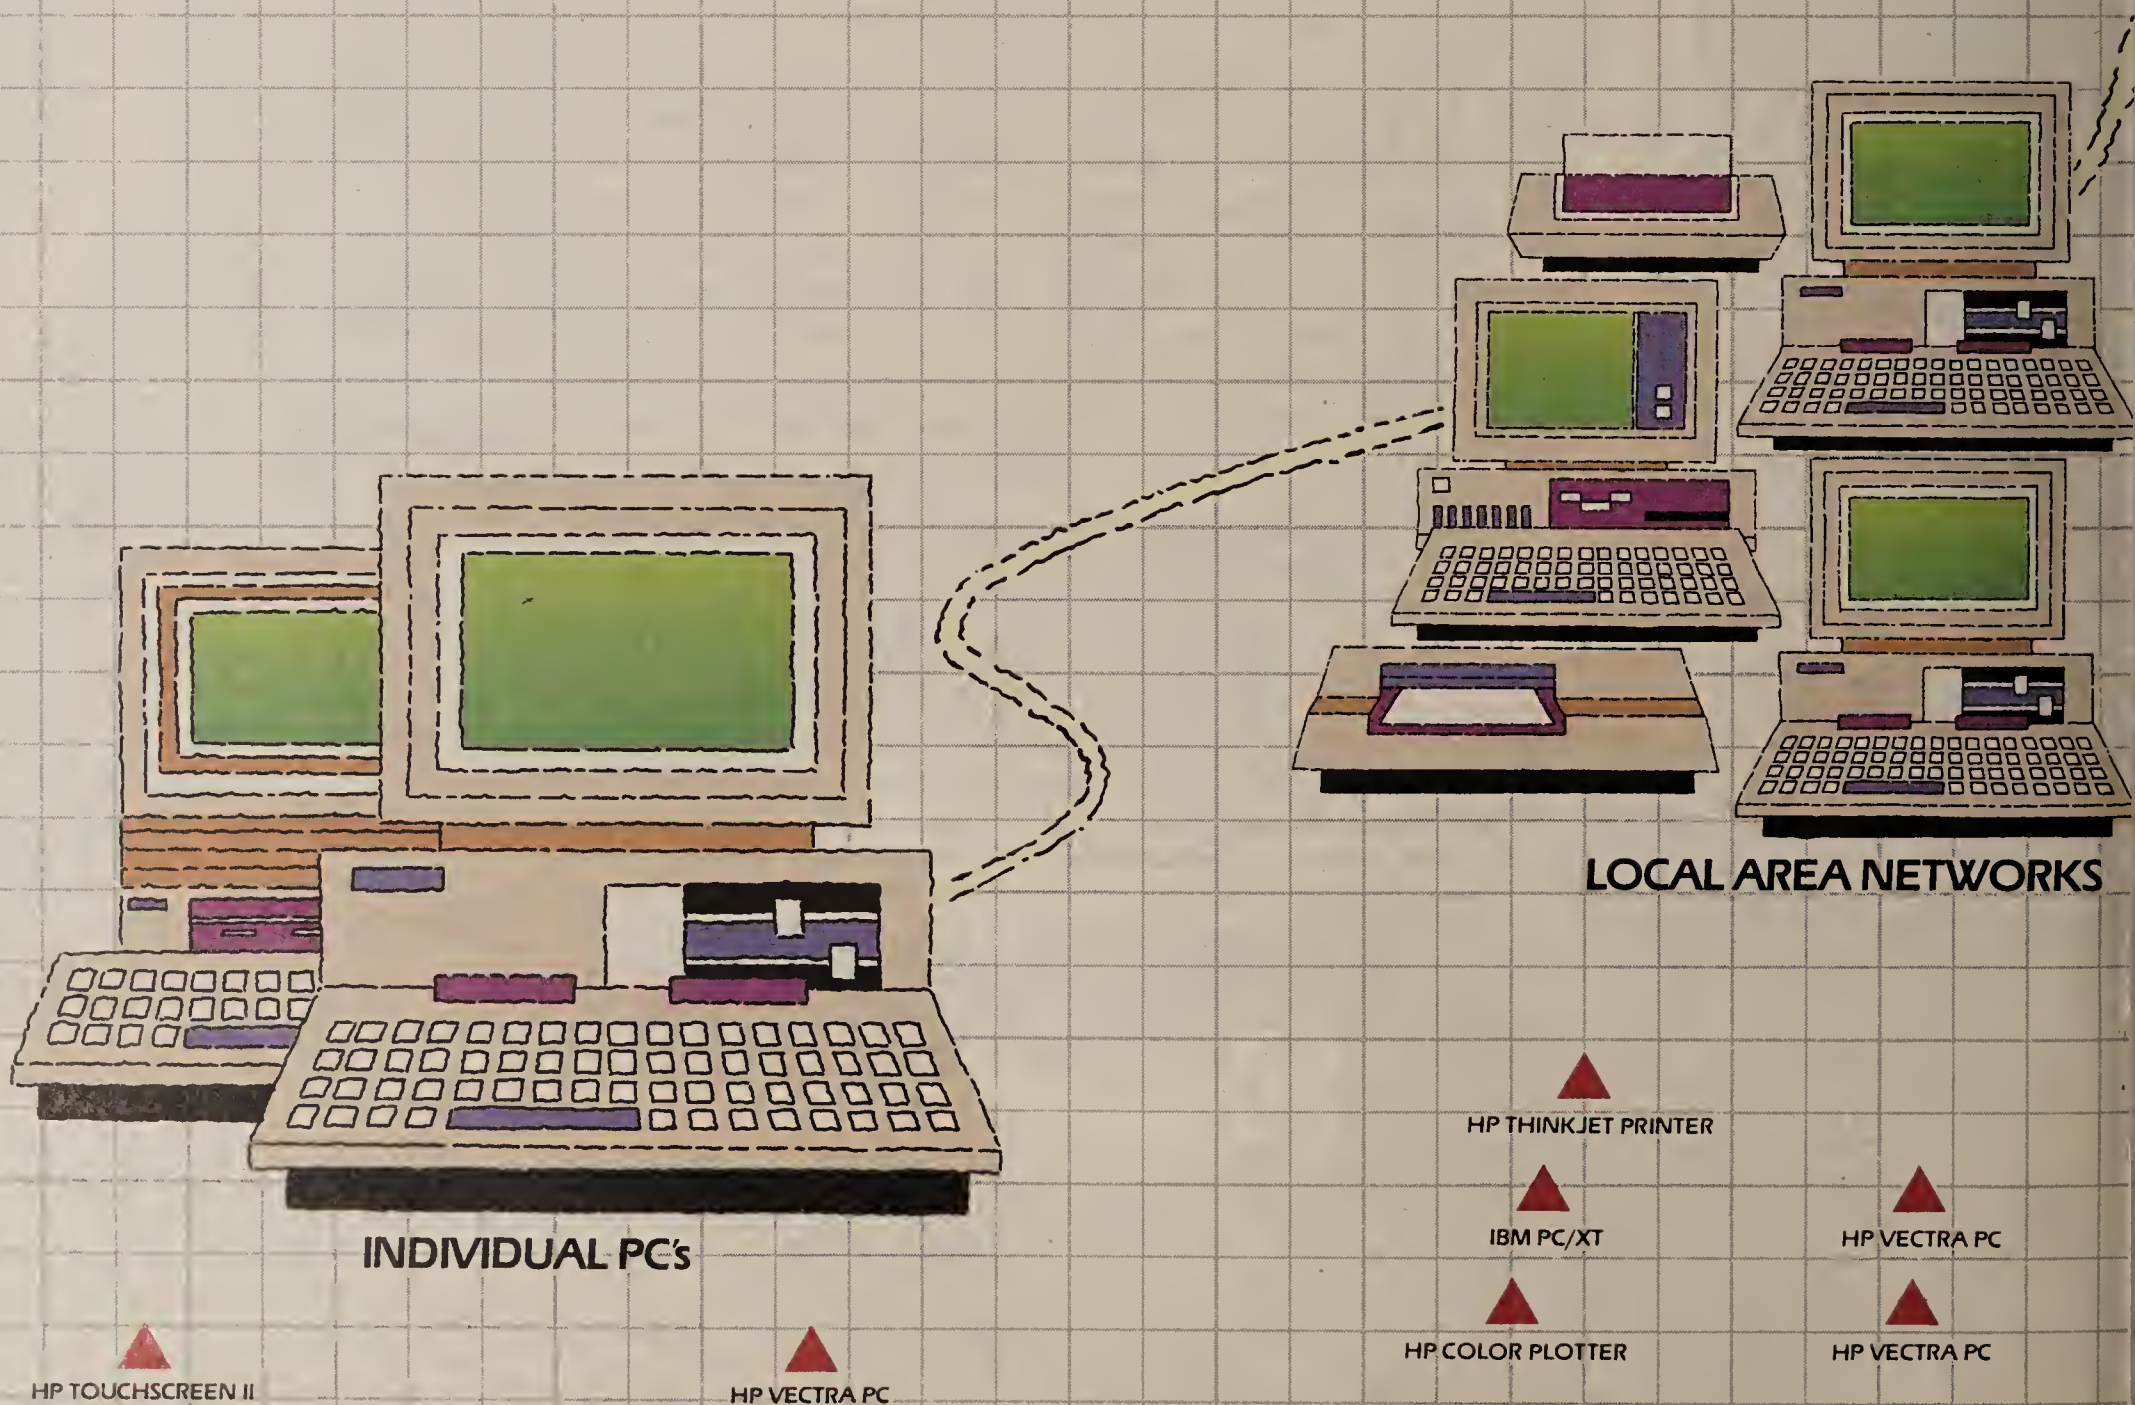 LOCAL AREA NETWORKS
HP THINKJET PRINTER
IBM PC/XT
HP VECTRA PC
INDIVIDUAL PC's
HP COLOR PLOTTER
HP VECTRA PC
HP TOUCHSCREEN II
HP VECTRA PC